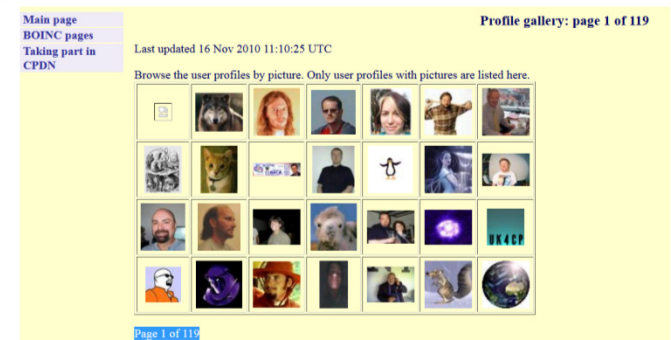 Main page
BOINC pages
Taking part in
CPDN
Profile gallery: page 1 of 119
Last updated 16 Nov 2010 11:10:25 UTC
Browse the user profiles by picture. Only user profiles with pictures are listed here.
UK4CP
Page 1 of 119